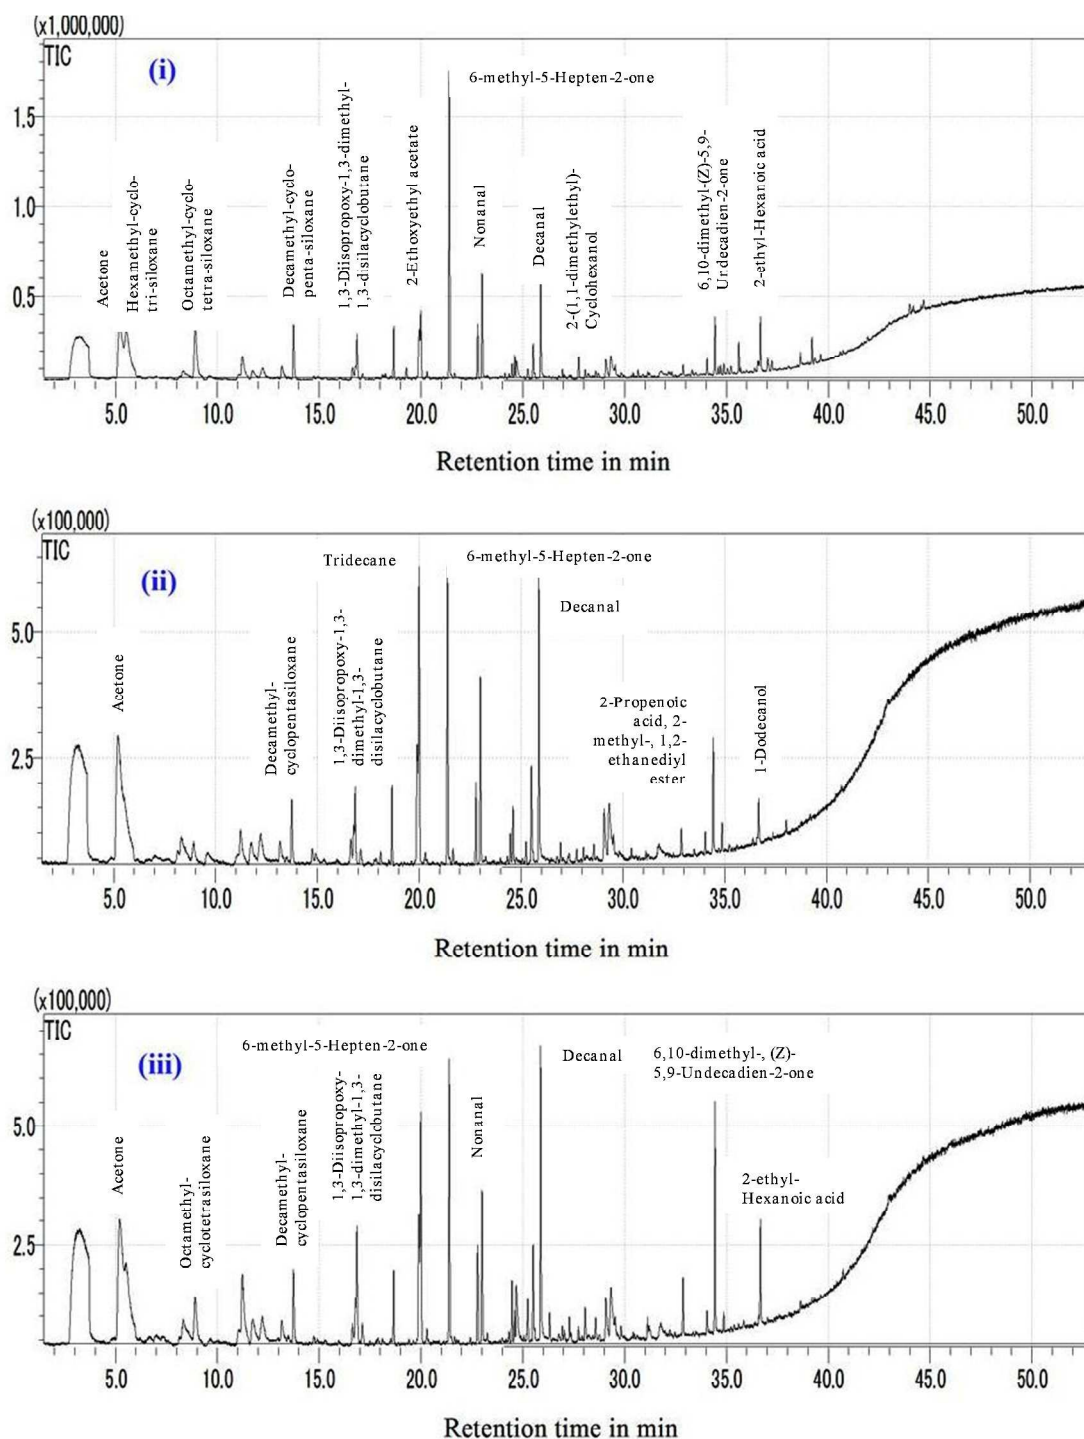 (x1,000,000)
TIC
(i)
6-methyl-5-Hepten-2-one
1.5
1.0
0.5
Acetone
Hexamethyl-cyclo-
tri-siloxane
Octamethyl-cyclo-
tetra-siloxane
Decamethyl-cyclo-
penta-siloxane
1,3-Diisopropoxy-1,3-dimethyl-
1,3-disilacyclobutane
2-Ethoxyethyl acetate
Nonanal
Decanal
2-(1,1-dimethylethyl)-
Cyclohexanol
6,10-dimethyl-(Z)-5,9-
Undecadien-2-one
2-ethyl-Hexanoic acid
5.0 10.0 15.0 20.0 25.0 30.0 35.0 40.0 45.0 50.0
Retention time in min
(x100,000)
TIC
(ii)
Tridecane
6-methyl-5-Hepten-2-one
Decanal
5.0
2.5
Acetone
Decamethyl-
cyclopentasiloxane
1,3-Diisopropoxy-1,3-
dimethyl-1,3-
disilacyclobutane
2-Propenoic
acid, 2-
methyl-, 1,2-
ethanediyl
ester
1-Dodecanol
5.0 10.0 15.0 20.0 25.0 30.0 35.0 40.0 45.0 50.0
Retention time in min
(x100,000)
TIC
(iii)
6-methyl-5-Hepten-2-one
Decanal
6,10-dimethyl-, (Z)-
5,9-Undecadien-2-one
5.0
2.5
Acetone
Octamethyl-
cyclotetrasiloxane
Decamethyl-
cyclopentasiloxane
1,3-Diisopropoxy-
1,3-dimethyl-1,3-
disilacyclobutane
Nonanal
2-ethyl-
Hexanoic acid
5.0 10.0 15.0 20.0 25.0 30.0 35.0 40.0 45.0 50.0
Retention time in min